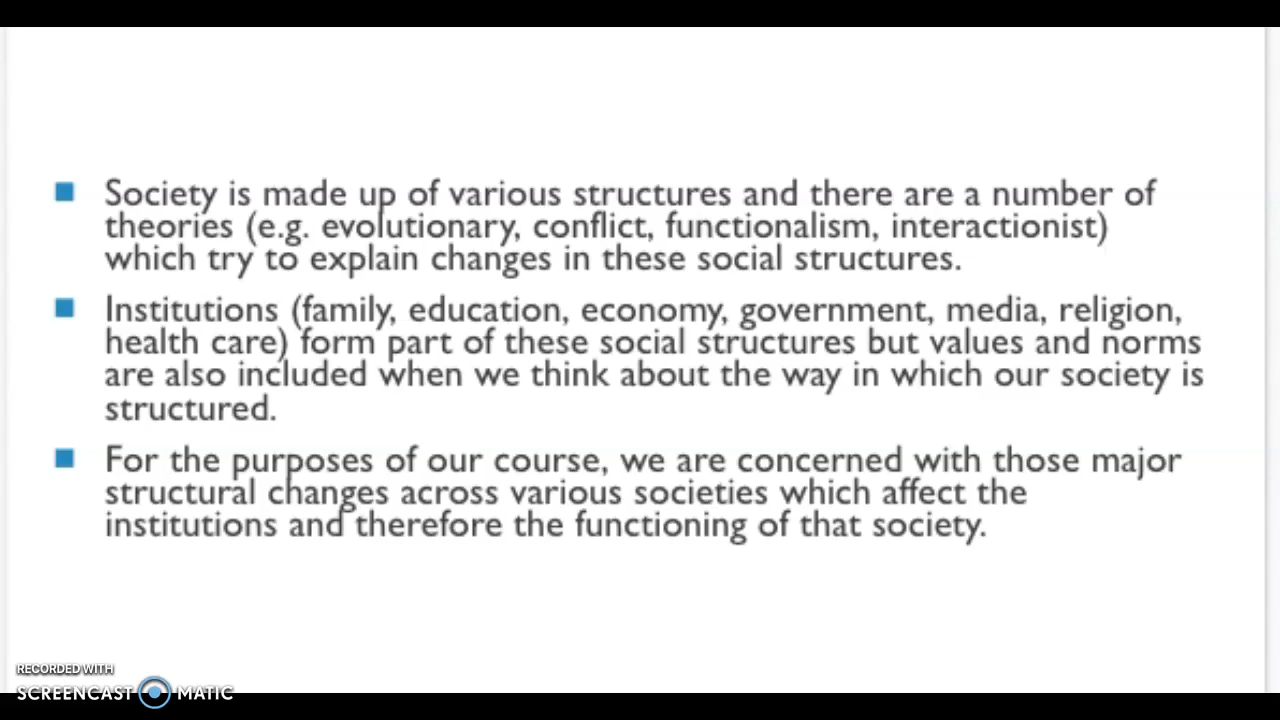 Society is made up of various structures and there are a number of
theories (e.g. evolutionary, conflict, functionalism, interactionist)
which try to explain changes in these social structures.
Institutions (family, education, economy, government, media, religion,
health care) form part of these social structures but values and norms
are also included when we think about the way in which our society is
structured.
For the purposes of our course, we are concerned with those major
structural changes across various societies which affect the
institutions and therefore the functioning of that society.
RECORDED WITH
SCREENCAST MATIC